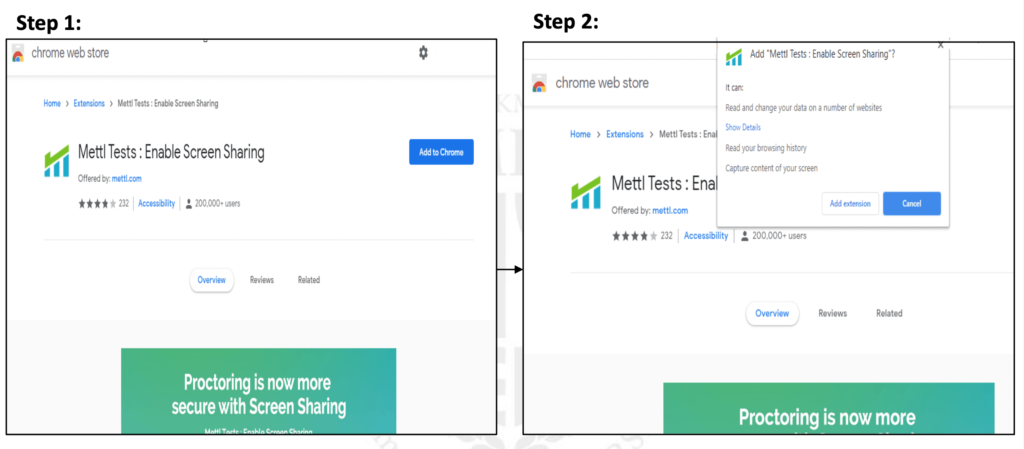 Step 1:
chrome web store
Home > Extensions > Mettl Tests : Enable Screen Sharing
Mettl Tests : Enable Screen Sharing
Add to Chrome
Offered by: mettl.com
232 | Accessibility | 200,000+ users
Overview
Reviews
Related
Proctoring is now more
secure with Screen Sharing
Mettl Tests : Enable Screen Sharing
Step 2:
chrome web store
Home > Extensions > Mettl Tests :
Mettl Tests :
Offered by: mettl.com
232 | Accessibility | 200,000+ users
Add "Mettl Tests : Enable Screen Sharing"?
x
It can:
Read and change your data on a number of websites
Show Details
Read your browsing history
Capture content of your screen
Add extension
Cancel
Overview
Reviews
Related
Proctoring is now more